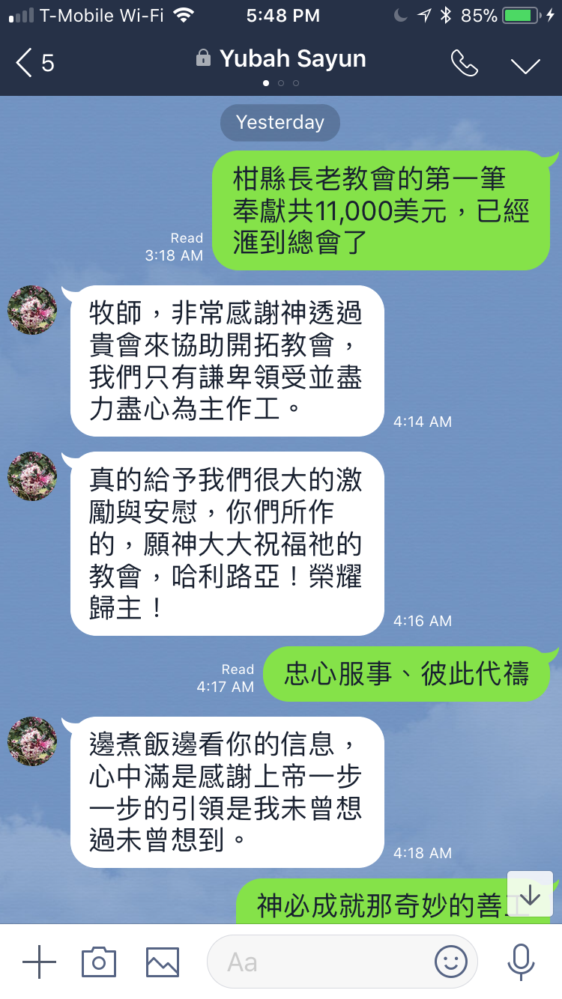 T-Mobile Wi-Fi 5:48 PM 85%
5 Yubah Sayun
Yesterday
柑縣長老教會的第一筆
奉獻共11,000美元，已經
滙到總會了
Read
3:18 AM
牧師，非常感謝神透過
貴會來協助開拓教會，
我們只有謙卑領受並盡
力盡心為主作工。
4:14 AM
真的給予我們很大的激
勵與安慰，你們所作
的，願神大大祝福祂的
教會，哈利路亞！榮耀
歸主！
4:16 AM
Read
4:17 AM
忠心服事、彼此代禱
邊煮飯邊看你的信息，
心中滿是感謝上帝一步
一步的引領是我未曾想
過未曾想到。
4:18 AM
神必成就那奇妙的善
Aa